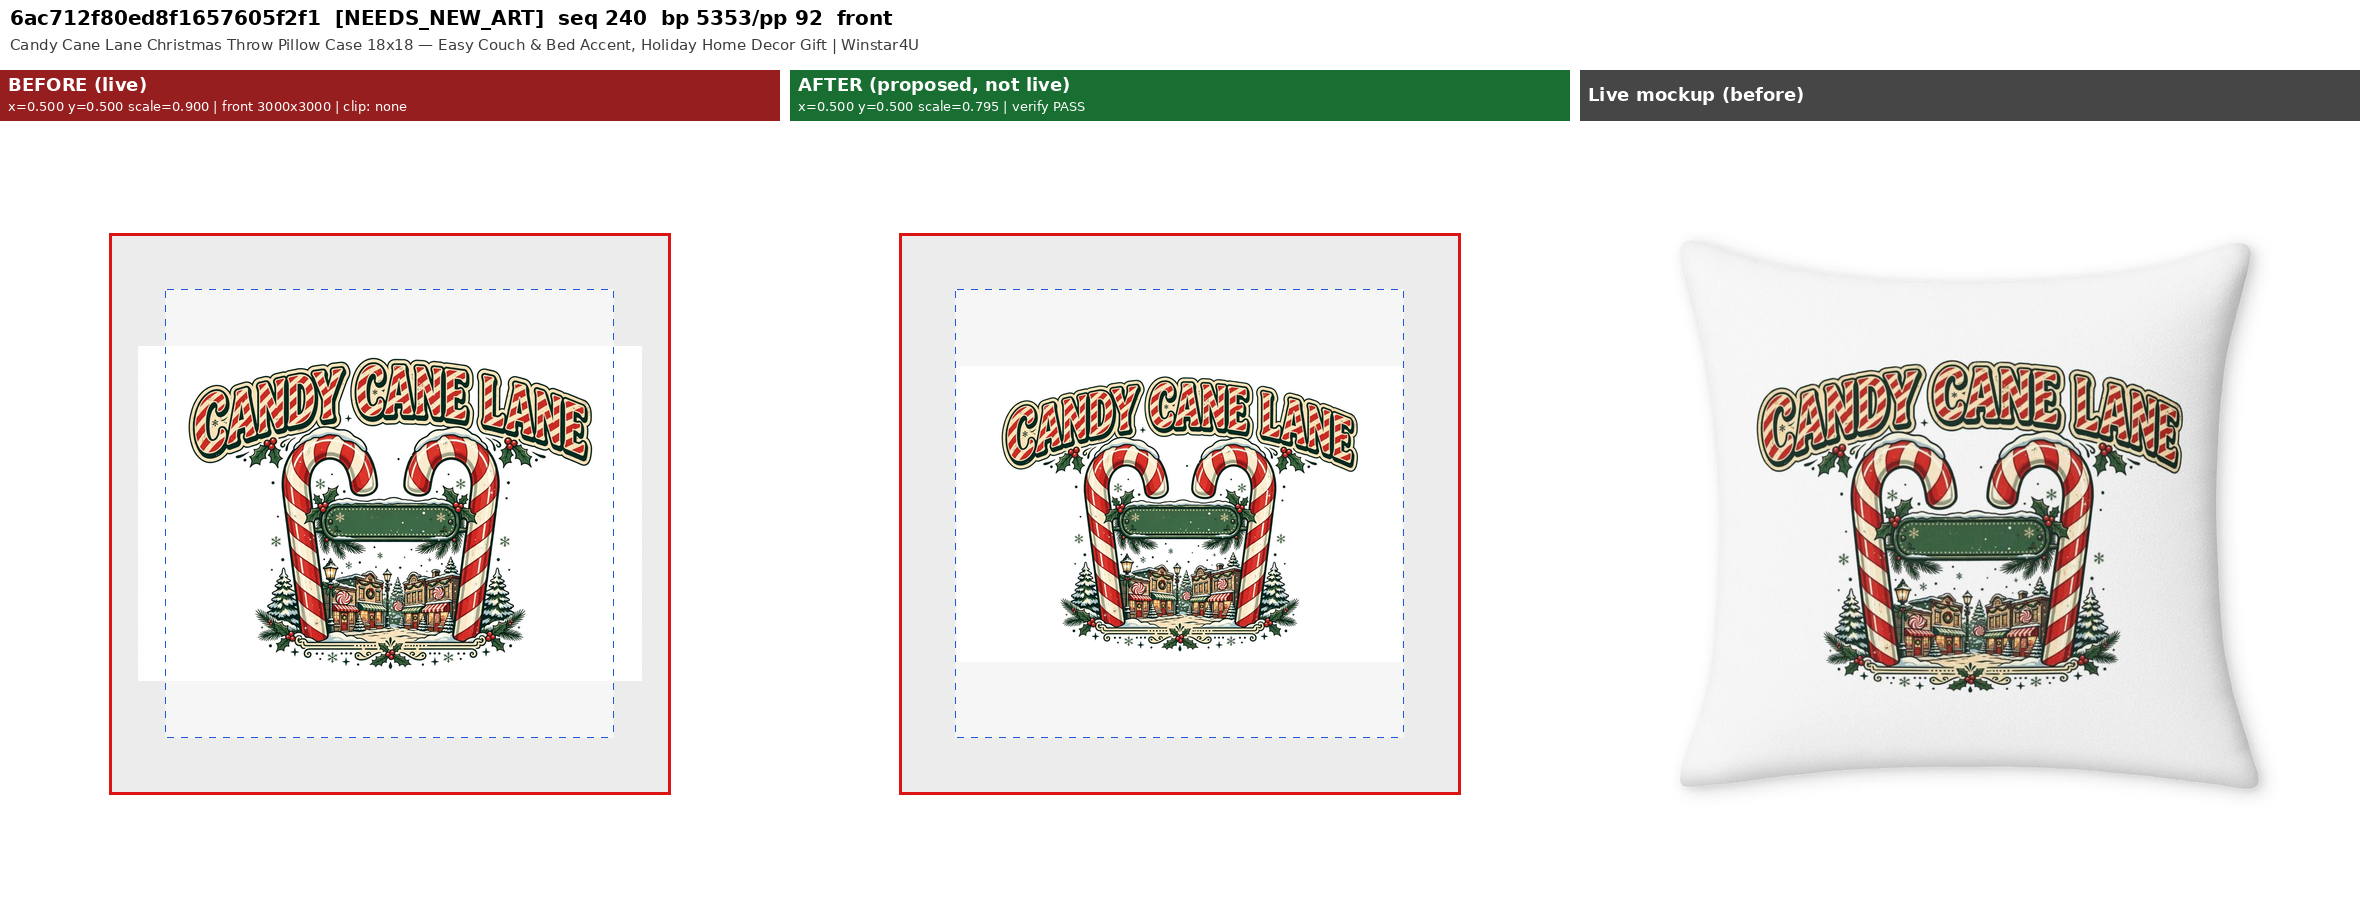 6ac712f80ed8f1657605f2f1 [NEEDS_NEW_ART] seq 240 bp 5353/pp 92 front
Candy Cane Lane Christmas Throw Pillow Case 18x18 — Easy Couch & Bed Accent, Holiday Home Decor Gift | Winstar4U
BEFORE (live)
x=0.500 y=0.500 scale=0.900 | front 3000x3000 | clip: none
AFTER (proposed, not live)
x=0.500 y=0.500 scale=0.795 | verify PASS
Live mockup (before)
CANDY CANE LANE
CANDY CANE LANE
CANDY CANE LANE